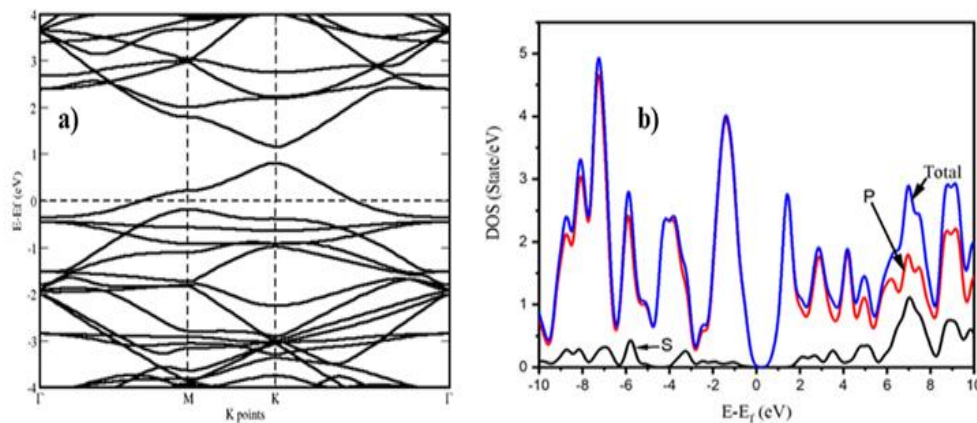 a)
E-Ef (eV)
4
3
2
1
0
-1
-2
-3
-4
Γ M K Γ
K points
b)
DOS (State/eV)
5
4
3
2
1
0
Total
P
S
-10 -8 -6 -4 -2 0 2 4 6 8 10
E-Ef (eV)